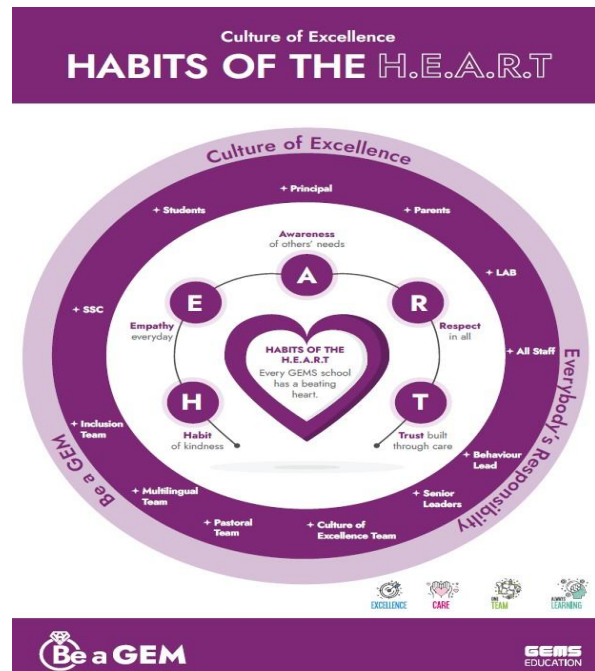 Culture of Excellence
HABITS OF THE H.E.A.R.T
Culture of Excellence
+ Principal
+ Students
+ Parents
Awareness
of others' needs
A
+ LAB
E
R
+ SSC
Empathy
everyday
Respect
in all
HABITS OF THE
H.E.A.R.T
Every GEMS school
has a beating
heart.
+ All Staff
H
T
Habit
of kindness
Trust built
through care
+ Inclusion
Team
+ Behaviour
Lead
Be a GEM
Everybody's Responsibility
+ Multilingual
Team
+ Senior
Leaders
+ Pastoral
Team
+ Culture of
Excellence Team
EXCELLENCE
CARE
ONE
TEAM
ALWAYS
LEARNING
Be a GEM
GEMS
EDUCATION